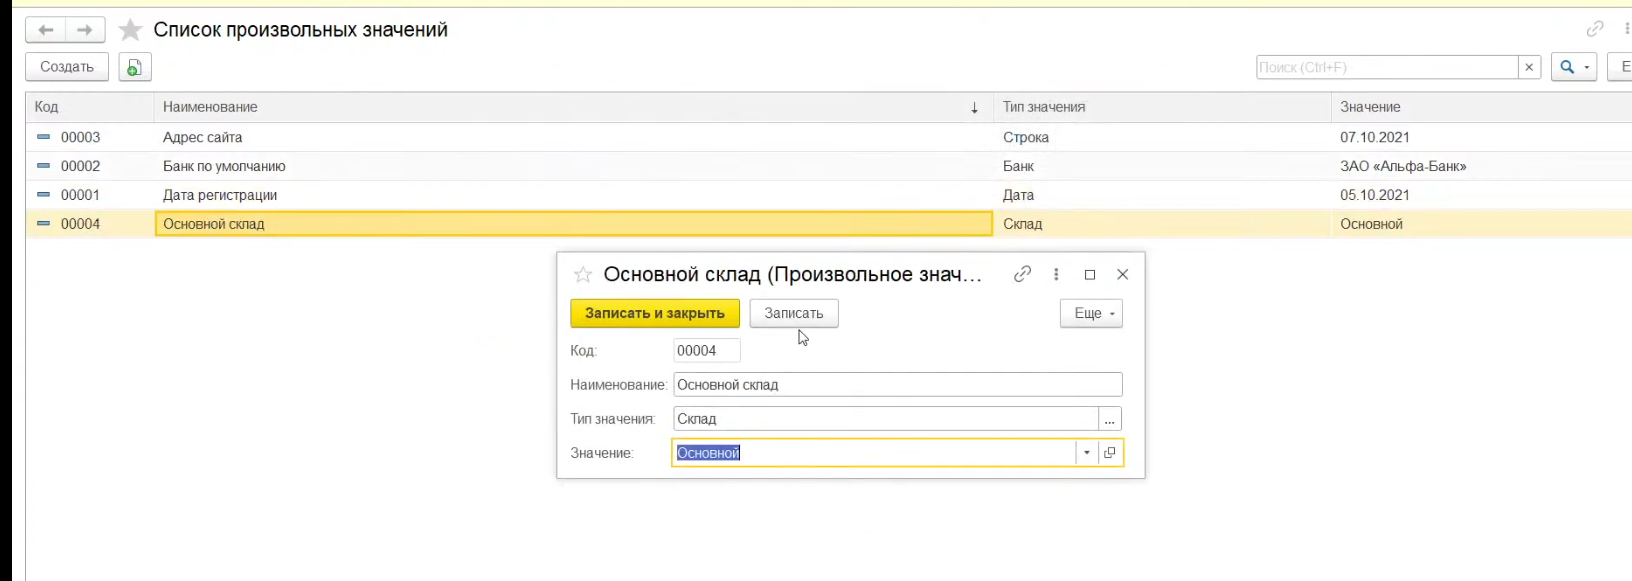 Список произвольных значений
Создать
Поиск (Ctrl+F)
Код Наименование Тип значения Значение
00003 Адрес сайта Строка 07.10.2021
00002 Банк по умолчанию Банк ЗАО «Альфа-Банк»
00001 Дата регистрации Дата 05.10.2021
00004 Основной склад Склад Основной
Основной склад (Произвольное знач...
Записать и закрыть Записать Еще
Код: 00004
Наименование: Основной склад
Тип значения: Склад ...
Значение: Основной